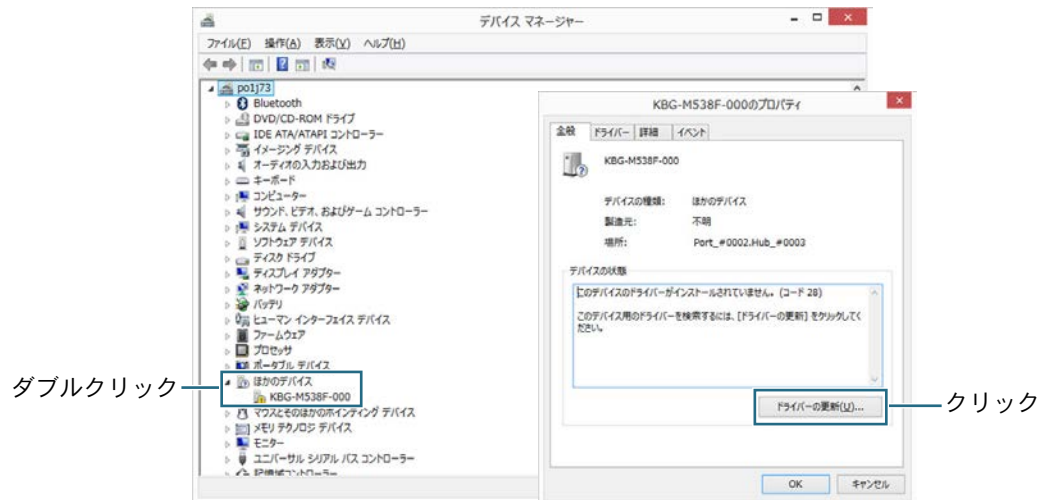 デバイス マネージャー
ファイル(F) 操作(A) 表示(V) ヘルプ(H)
po1j73
Bluetooth
DVD/CD-ROM ドライブ
IDE ATA/ATAPI コントローラー
イメージング デバイス
オーディオの入力および出力
キーボード
コンピューター
サウンド、ビデオ、およびゲーム コントローラー
システム デバイス
ソフトウェア デバイス
ディスク ドライブ
ディスプレイ アダプター
ネットワーク アダプター
バッテリ
ヒューマン インターフェイス デバイス
ファームウェア
プロセッサ
ポータブル デバイス
ほかのデバイス
KBG-M538F-000
マウスとそのほかのポインティング デバイス
メモリ テクノロジ デバイス
モニター
ユニバーサル シリアル バス コントローラー
記憶域コントローラー
ダブルクリック
KBG-M538F-000のプロパティ
全般 ドライバー 詳細 イベント
KBG-M538F-000
デバイスの種類: ほかのデバイス
製造元: 不明
場所: Port_#0002.Hub_#0003
デバイスの状態
このデバイスのドライバーがインストールされていません。 (コード 28)
このデバイス用のドライバーを検索するには、[ドライバーの更新] をクリックしてく
ださい。
ドライバーの更新(U)...
クリック
OK キャンセル